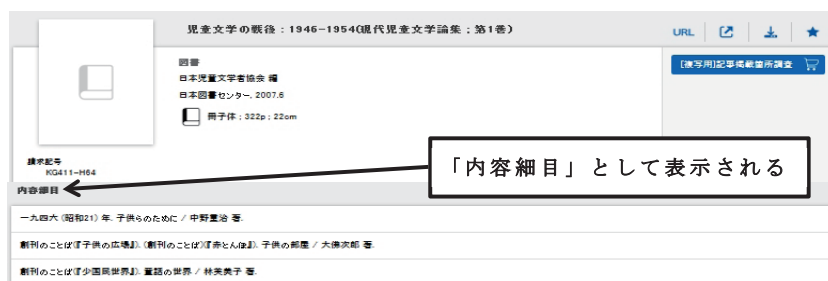 児童文学の戦後：1946-1954(現代児童文学論集；第1巻)
URL
図書
日本児童文学者協会 編
日本図書センター, 2007.6
冊子体；322p；22cm
[複写用]記事掲載箇所調査
請求記号
KG411-H64
「内容細目」として表示される
内容細目
一九四六 (昭和21) 年. 子供らのために / 中野重治 著.
創刊のことば(『子供の広場』). (創刊のことば)(『赤とんぼ』). 子供の部屋 / 大佛次郎 著.
創刊のことば(『少国民世界』). 童話の世界 / 林芙美子 著.